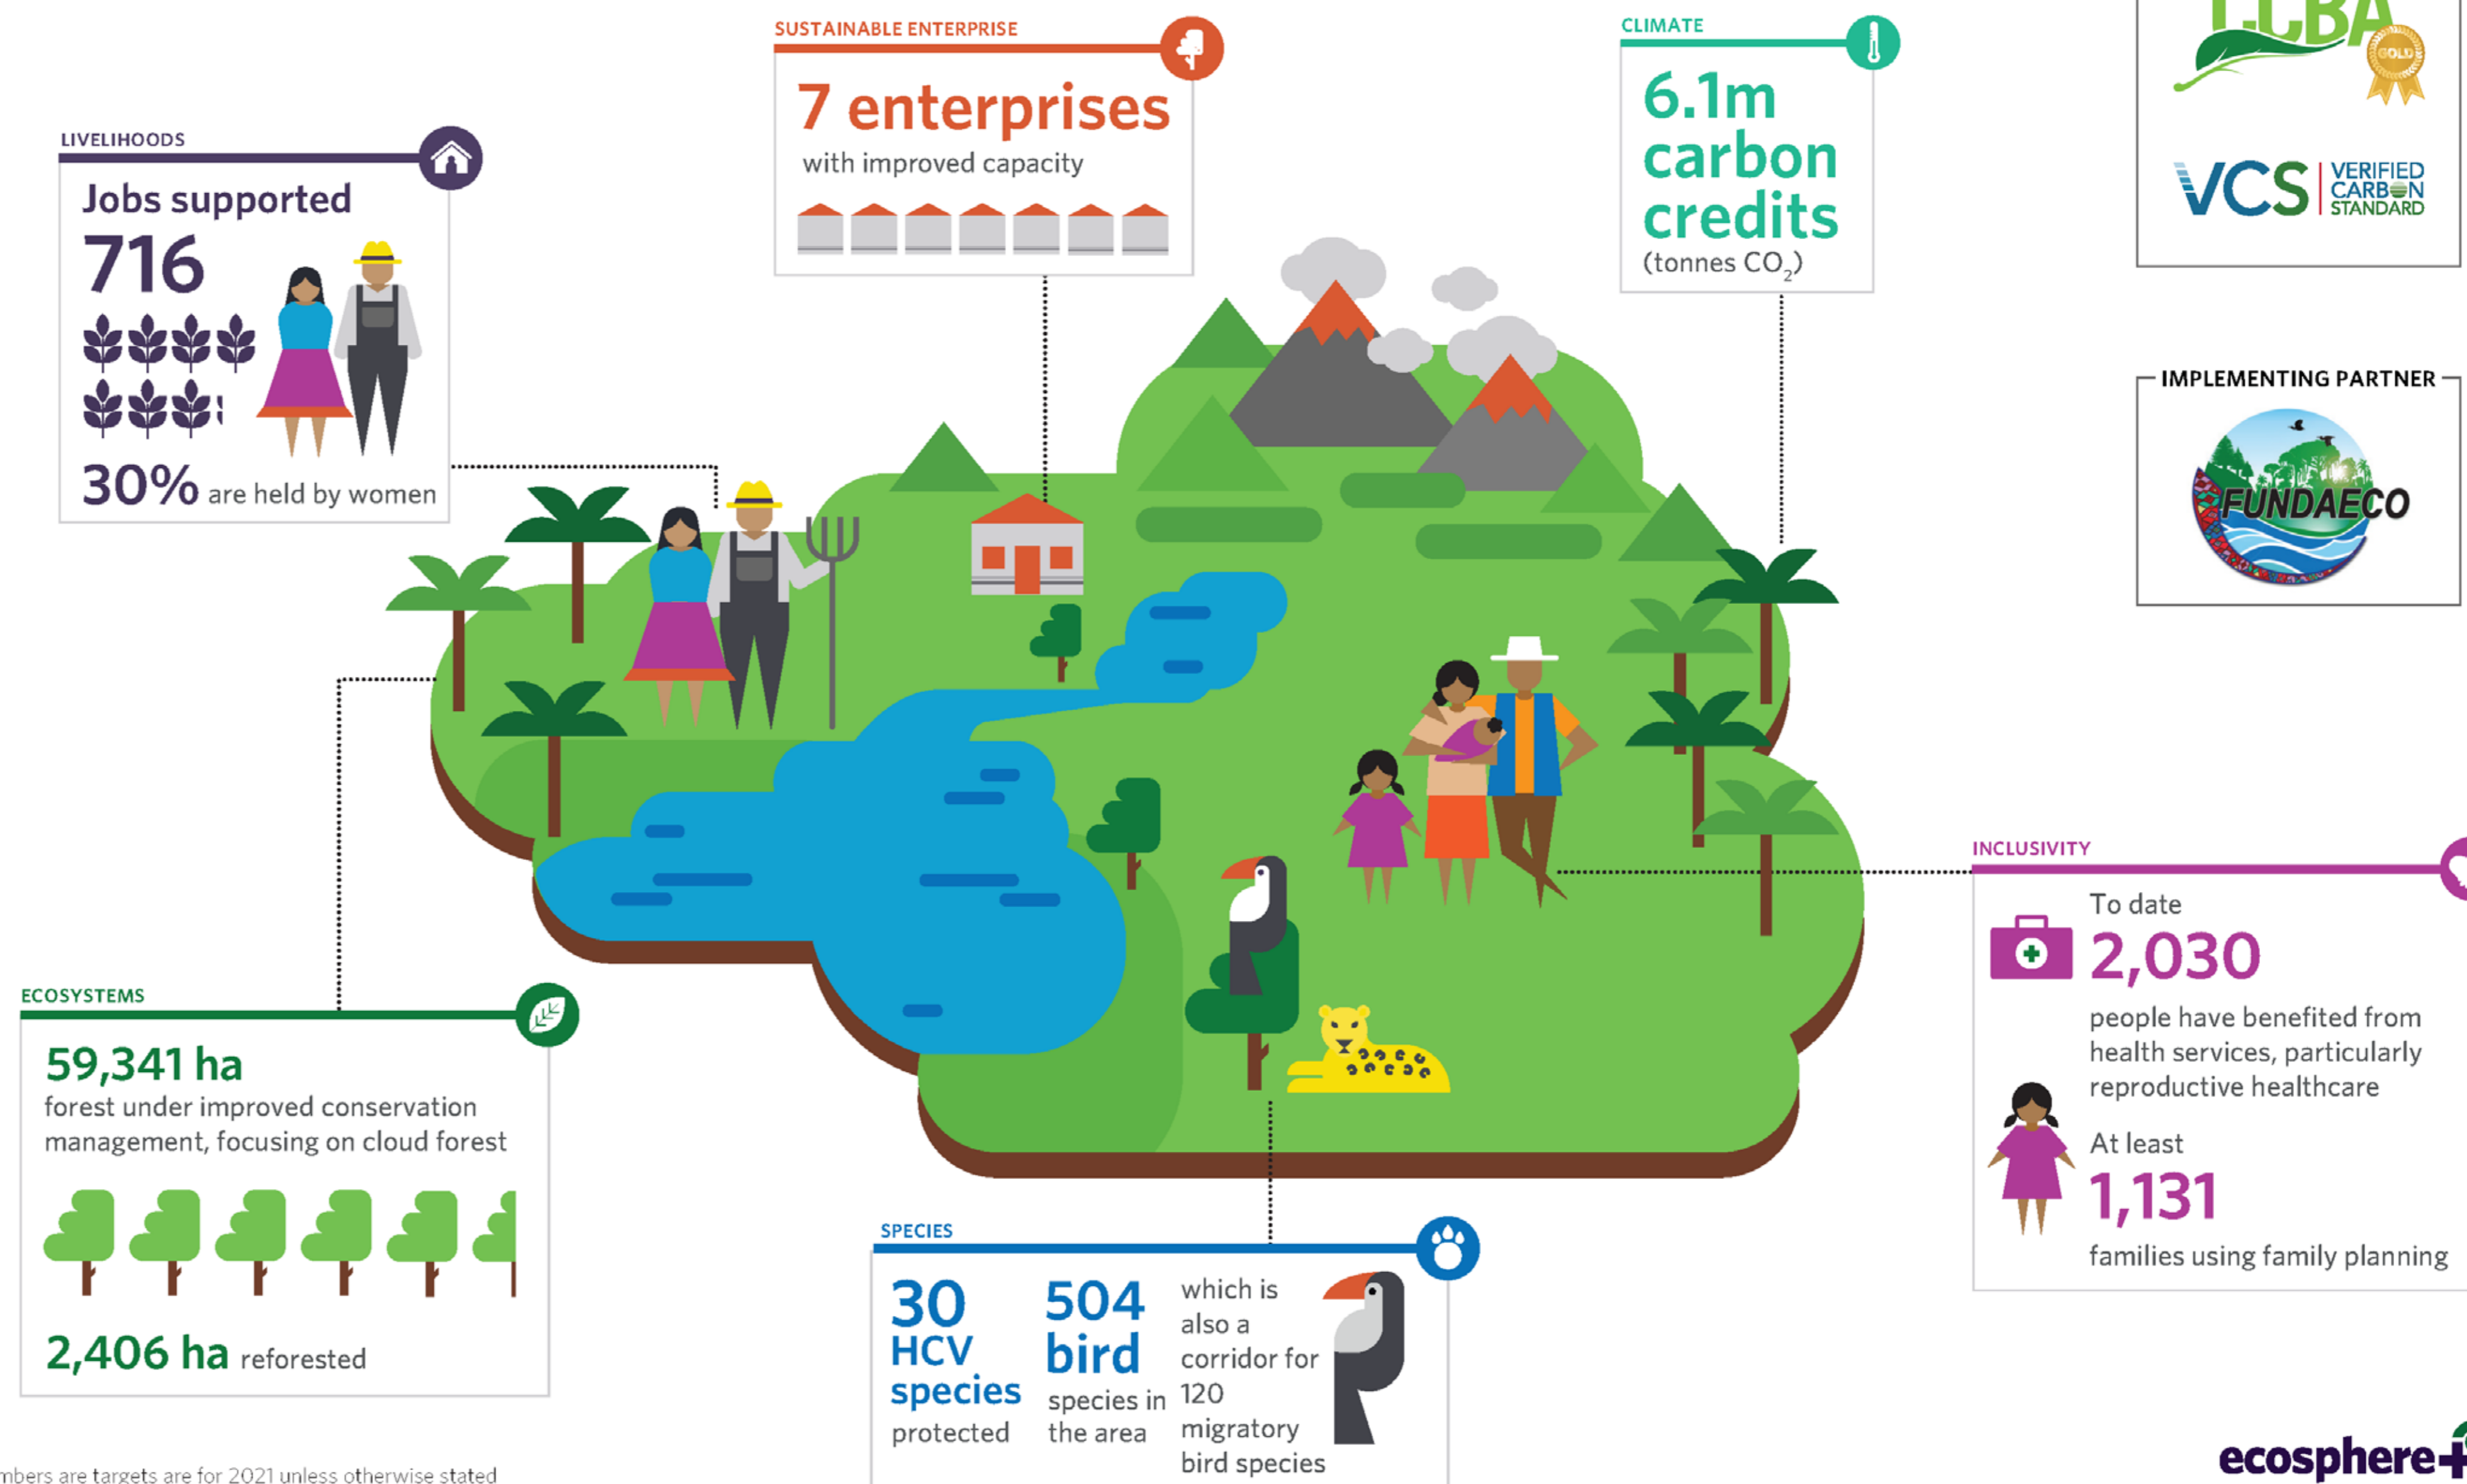 SUSTAINABLE ENTERPRISE
7 enterprises
with improved capacity
CLIMATE
6.1m
carbon
credits
(tonnes CO₂)
CCBA
GOLD
VCS
VERIFIED
CARBON
STANDARD
LIVELIHOODS
Jobs supported
716
30% are held by women
IMPLEMENTING PARTNER
FUNDAECO
INCLUSIVITY
To date
2,030
people have benefited from
health services, particularly
reproductive healthcare
At least
1,131
families using family planning
ECOSYSTEMS
59,341 ha
forest under improved conservation
management, focusing on cloud forest
2,406 ha reforested
SPECIES
30
HCV
species
protected
504
bird
species in
the area
which is
also a
corridor for
120
migratory
bird species
are targets are for 2021 unless otherwise stated
ecosphere+